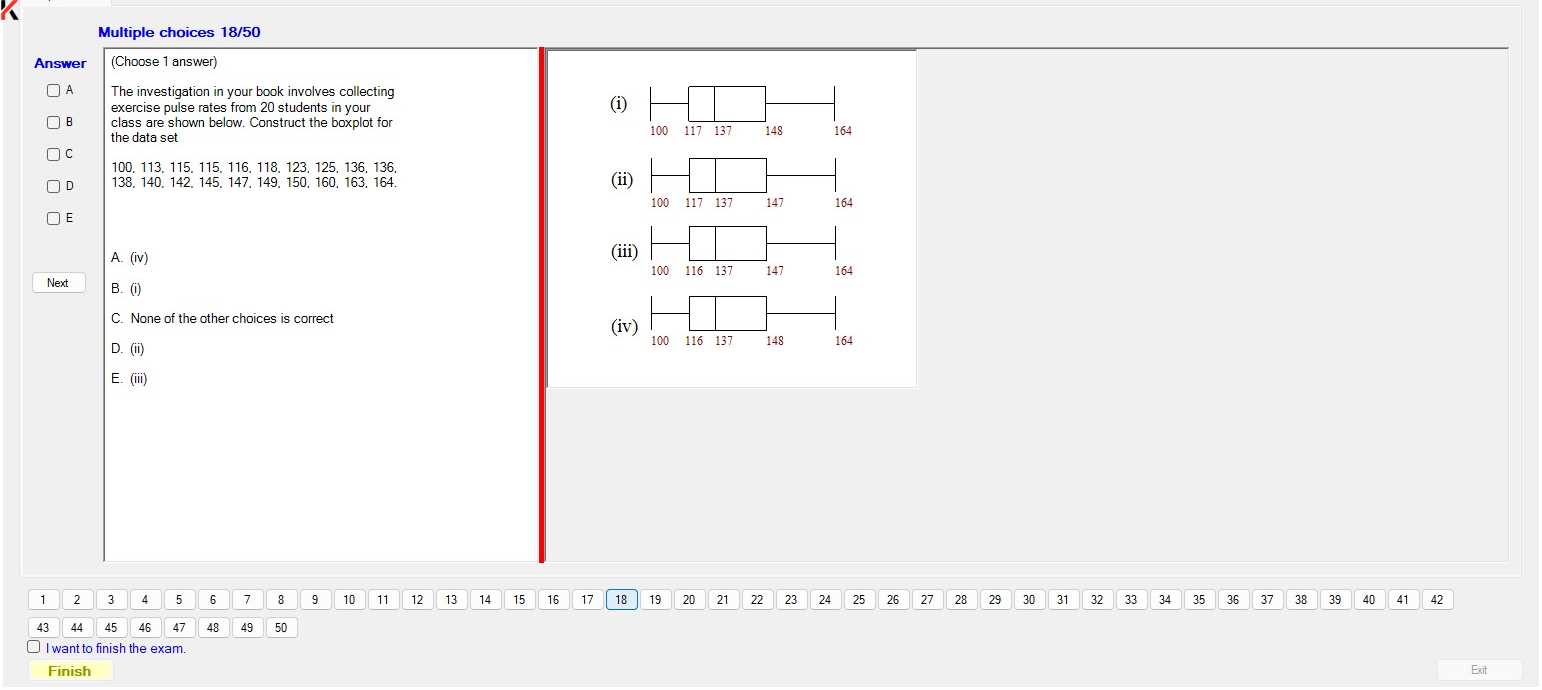 Multiple choices 18/50
Answer
A
B
C
D
E
Next
(Choose 1 answer)
The investigation in your book involves collecting
exercise pulse rates from 20 students in your
class are shown below. Construct the boxplot for
the data set
100, 113, 115, 115, 116, 118, 123, 125, 136, 136,
138, 140, 142, 145, 147, 149, 150, 160, 163, 164.
A. (iv)
B. (i)
C. None of the other choices is correct
D. (ii)
E. (iii)
(i)
100 117 137 148 164
(ii)
100 117 137 147 164
(iii)
100 116 137 147 164
(iv)
100 116 137 148 164
1 2 3 4 5 6 7 8 9 10 11 12 13 14 15 16 17 18 19 20 21 22 23 24 25 26 27 28 29 30 31 32 33 34 35 36 37 38 39 40 41 42
43 44 45 46 47 48 49 50
I want to finish the exam.
Finish
Exit